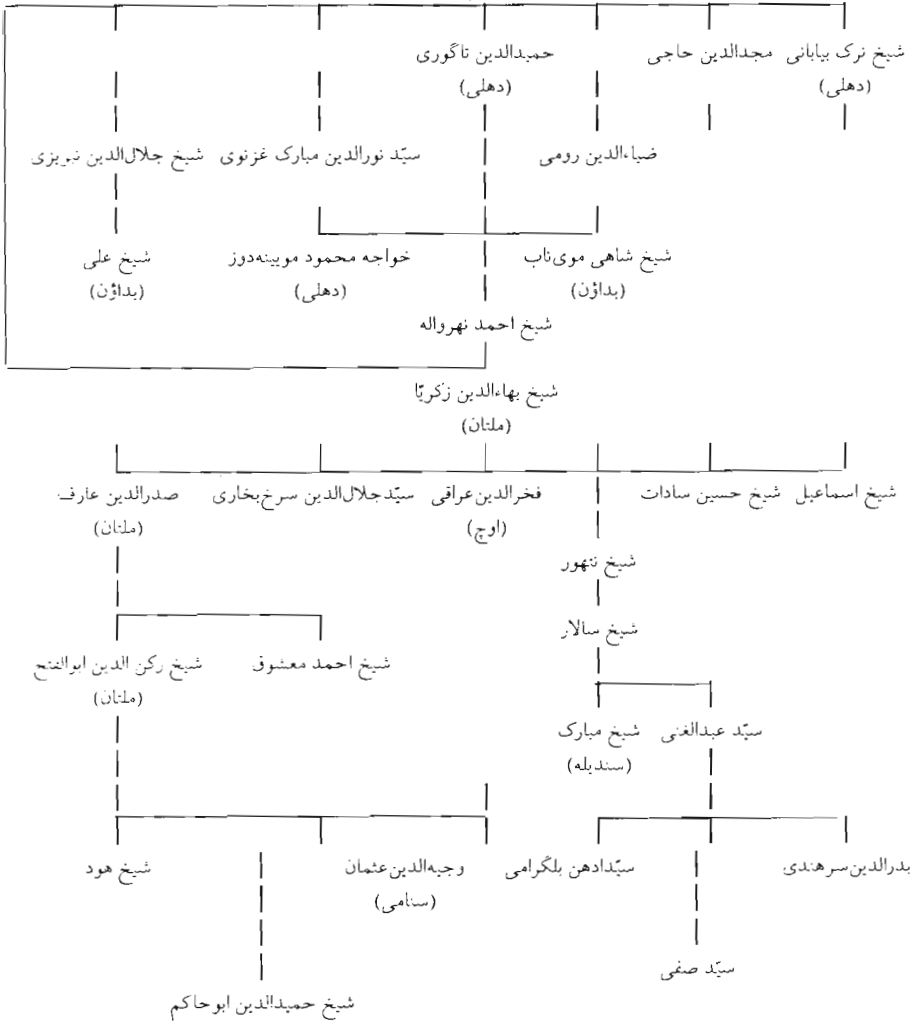 شیخ ترک بیابانی
مجدالدین حاجی
حمیدالدین ناگوری
(دهلی)
(دهلی)
ضیاءالدین رومی
سیّد نورالدین مبارک غزنوی
شیخ جلال‌الدین تبریزی
شیخ شاهی موی‌تاب
خواجه محمود مویینه‌دوز
شیخ علی
(بداؤن)
(دهلی)
(بداؤن)
شیخ احمد نهرواله
شیخ بهاءالدین زکریّا
(ملتان)
شیخ اسماعیل
شیخ حسین سادات
فخرالدین عراقی
سیّدجلال‌الدین سرخ‌بخاری
صدرالدین عارف
(اوچ)
(ملتان)
شیخ نتهور
شیخ سالار
شیخ احمد معشوق
شیخ رکن الدین ابوالفتح
(ملتان)
سیّد عبدالغنی
شیخ مبارک
(سندیله)
بدرالدین سرهندی
سیّدادهن بلگرامی
وجیه‌الدین عثمان
شیخ هود
(سنامی)
سیّد صفی
شیخ حمیدالدین ابوحاکم